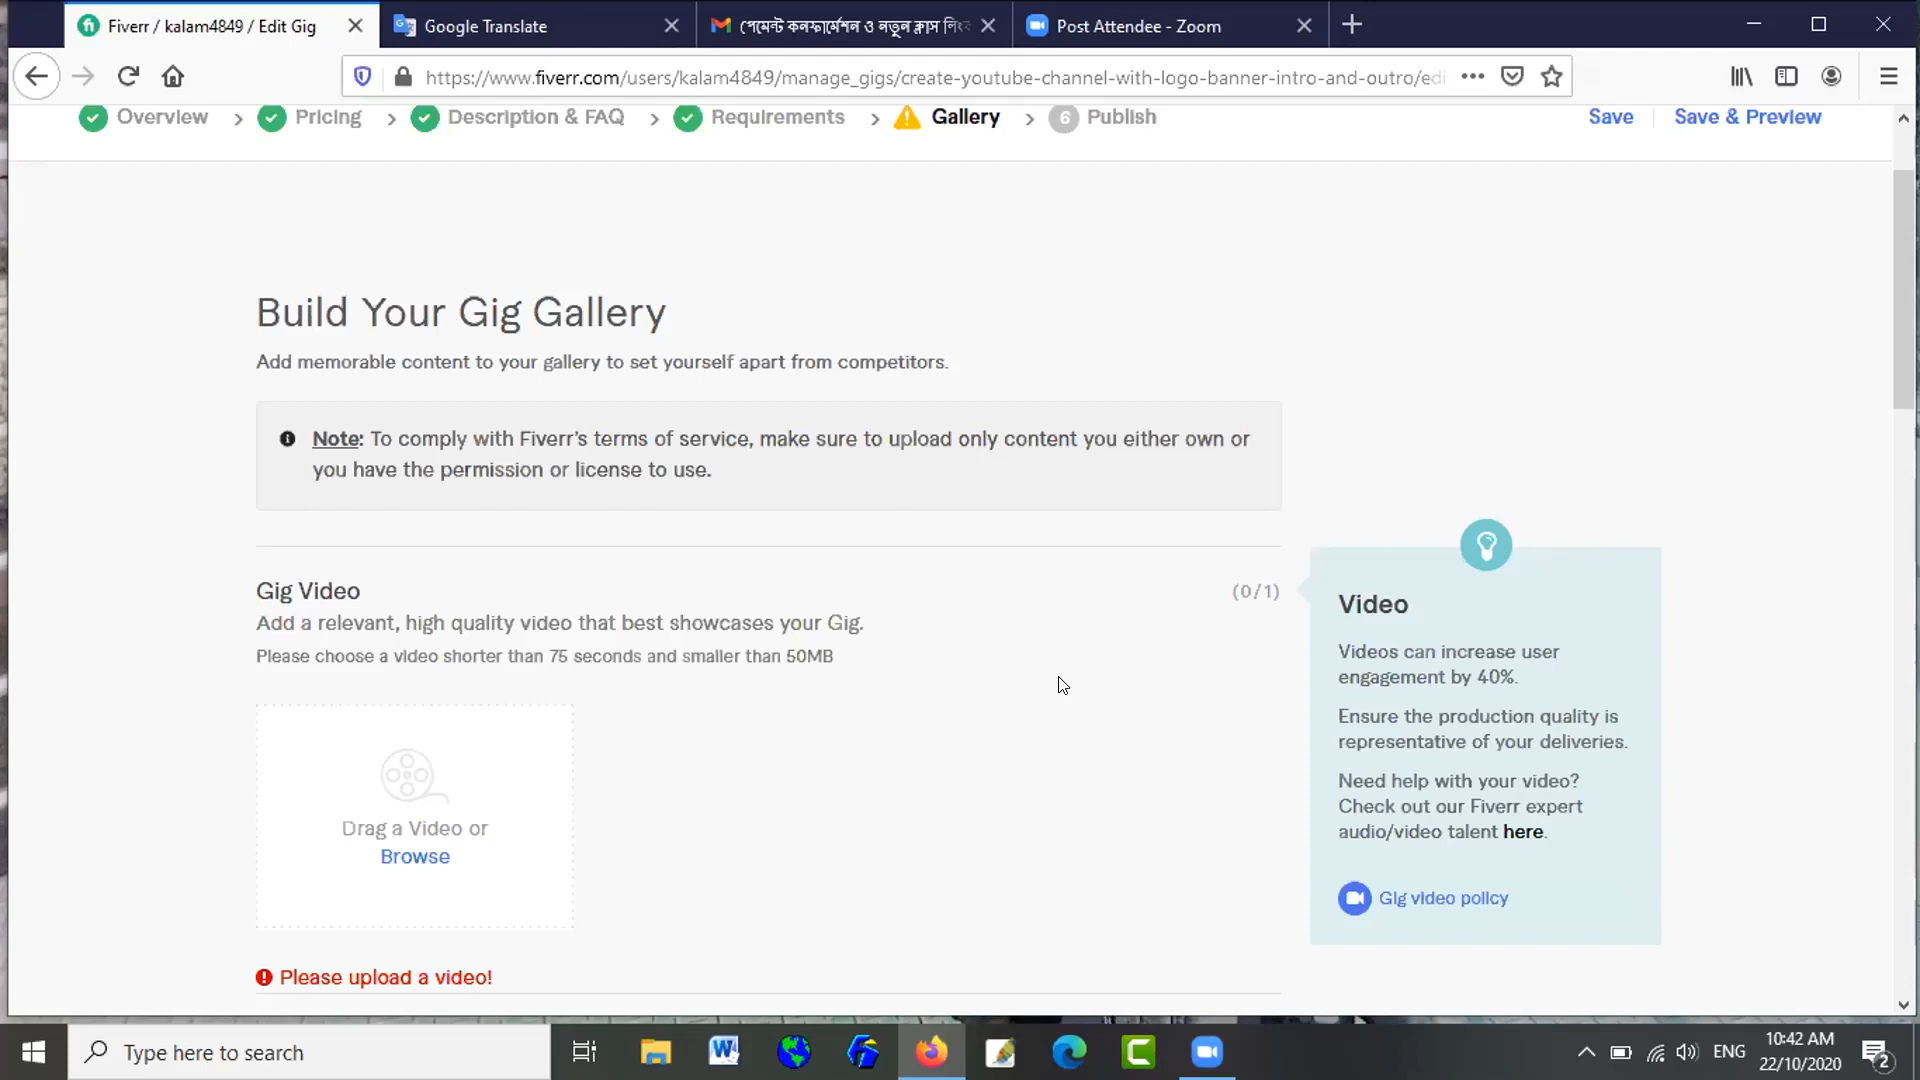 Fiverr / kalam4849 / Edit Gig
Google Translate
পেমেন্ট কনফার্মেশন ও নতুন ক্লাস লিংক
Post Attendee - Zoom
https://www.fiverr.com/users/kalam4849/manage_gigs/create-youtube-channel-with-logo-banner-intro-and-outro/edi
Overview
Pricing
Description & FAQ
Requirements
Gallery
6 Publish
Save
Save & Preview
Build Your Gig Gallery
Add memorable content to your gallery to set yourself apart from competitors.
Note: To comply with Fiverr's terms of service, make sure to upload only content you either own or
you have the permission or license to use.
Gig Video
(0/1)
Add a relevant, high quality video that best showcases your Gig.
Please choose a video shorter than 75 seconds and smaller than 50MB
Drag a Video or
Browse
Please upload a video!
Video
Videos can increase user
engagement by 40%.
Ensure the production quality is
representative of your deliveries.
Need help with your video?
Check out our Fiverr expert
audio/video talent here.
Gig video policy
Type here to search
ENG
10:42 AM
22/10/2020
2